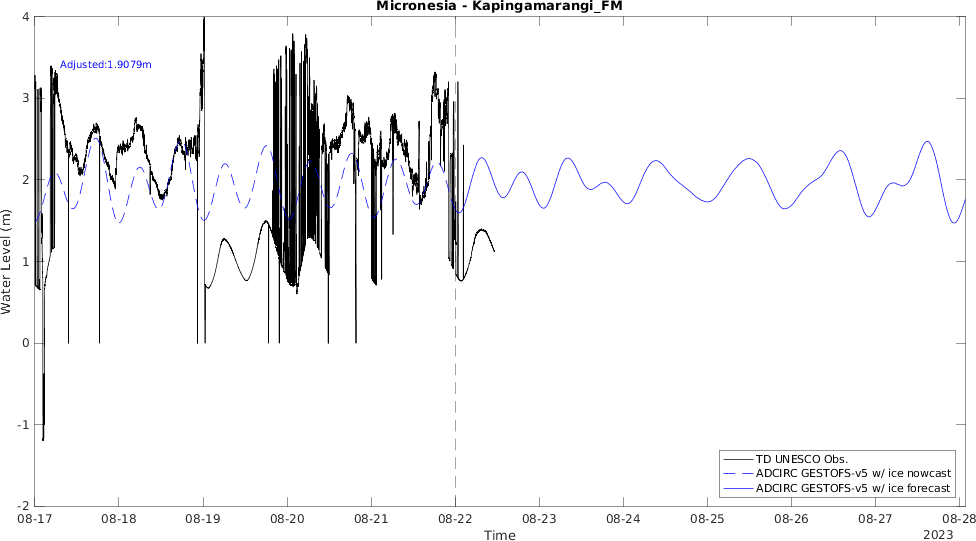 Micronesia - Kapingamarangi_FM
Adjusted:1.9079m
Water Level (m)
4
3
2
1
0
-1
-2
08-17 08-18 08-19 08-20 08-21 08-22 08-23 08-24 08-25 08-26 08-27 08-28
Time
2023
TD UNESCO Obs.
ADCIRC GESTOFS-v5 w/ ice nowcast
ADCIRC GESTOFS-v5 w/ ice forecast